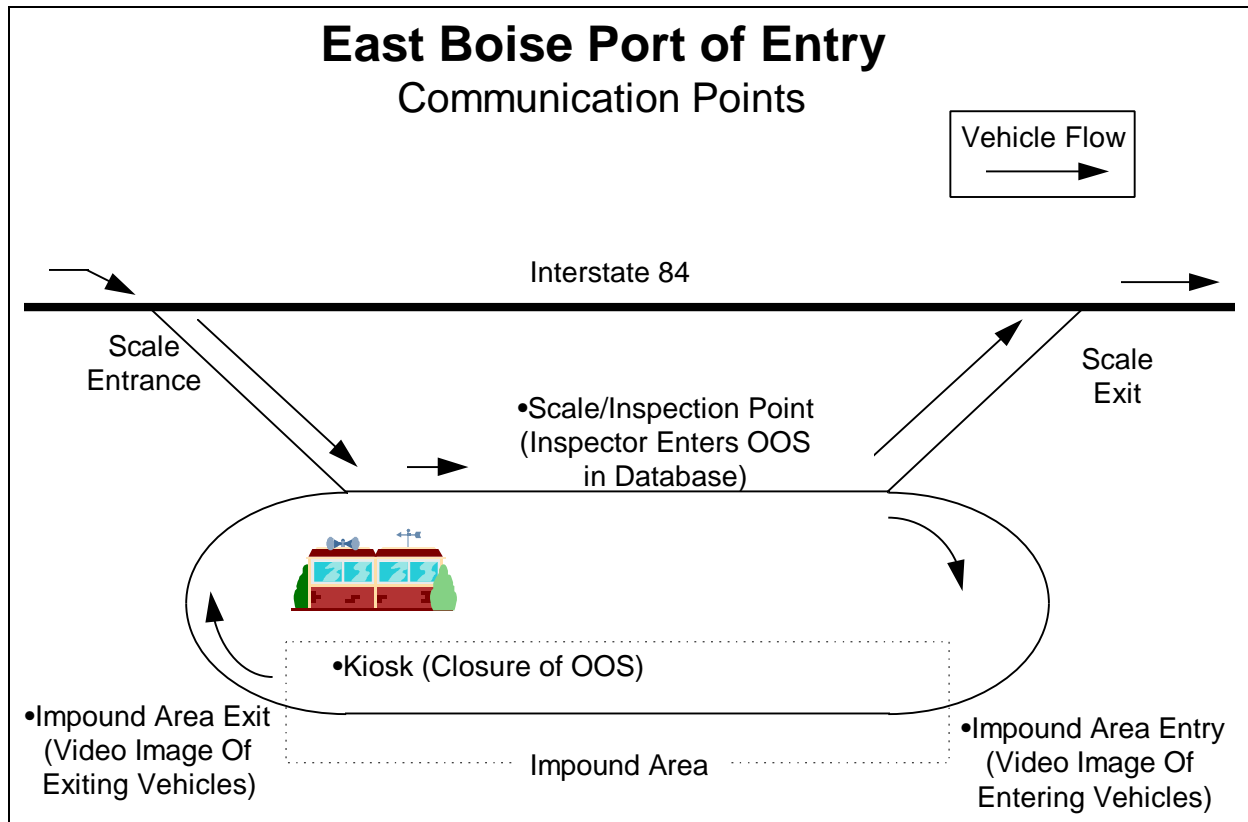 East Boise Port of Entry
Communication Points
Vehicle Flow
Interstate 84
Scale
Entrance
Scale
Exit
•Scale/Inspection Point
(Inspector Enters OOS
in Database)
•Kiosk (Closure of OOS)
•Impound Area Exit
(Video Image Of
Exiting Vehicles)
Impound Area
•Impound Area Entry
(Video Image Of
Entering Vehicles)